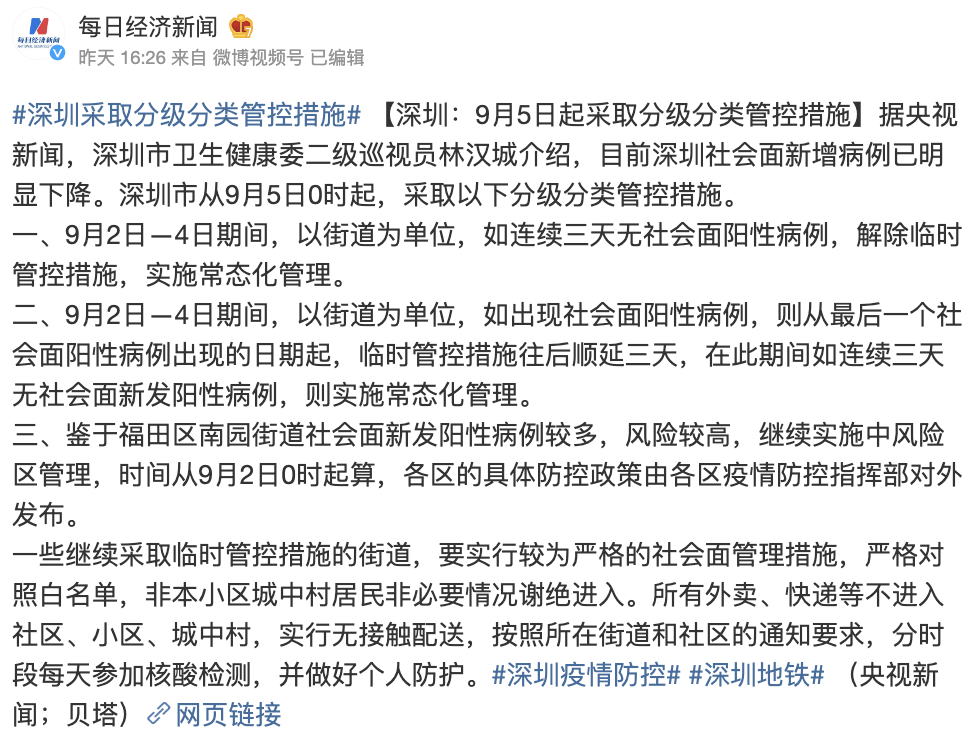 每日经济新闻
每日经济新闻
昨天 16:26 来自 微博视频号 已编辑
#深圳采取分级分类管控措施# 【深圳：9月5日起采取分级分类管控措施】据央视
新闻，深圳市卫生健康委二级巡视员林汉城介绍，目前深圳社会面新增病例已明
显下降。深圳市从9月5日0时起，采取以下分级分类管控措施。
一、9月2日—4日期间，以街道为单位，如连续三天无社会面阳性病例，解除临时
管控措施，实施常态化管理。
二、9月2日—4日期间，以街道为单位，如出现社会面阳性病例，则从最后一个社
会面阳性病例出现的日期起，临时管控措施往后顺延三天，在此期间如连续三天
无社会面新发阳性病例，则实施常态化管理。
三、鉴于福田区南园街道社会面新发阳性病例较多，风险较高，继续实施中风险
区管理，时间从9月2日0时起算，各区的具体防控政策由各区疫情防控指挥部对外
发布。
一些继续采取临时管控措施的街道，要实行较为严格的社会面管理措施，严格对
照白名单，非本小区城中村居民非必要情况谢绝进入。所有外卖、快递等不进入
社区、小区、城中村，实行无接触配送，按照所在街道和社区的通知要求，分时
段每天参加核酸检测，并做好个人防护。#深圳疫情防控# #深圳地铁# （央视新
闻；贝塔） 网页链接